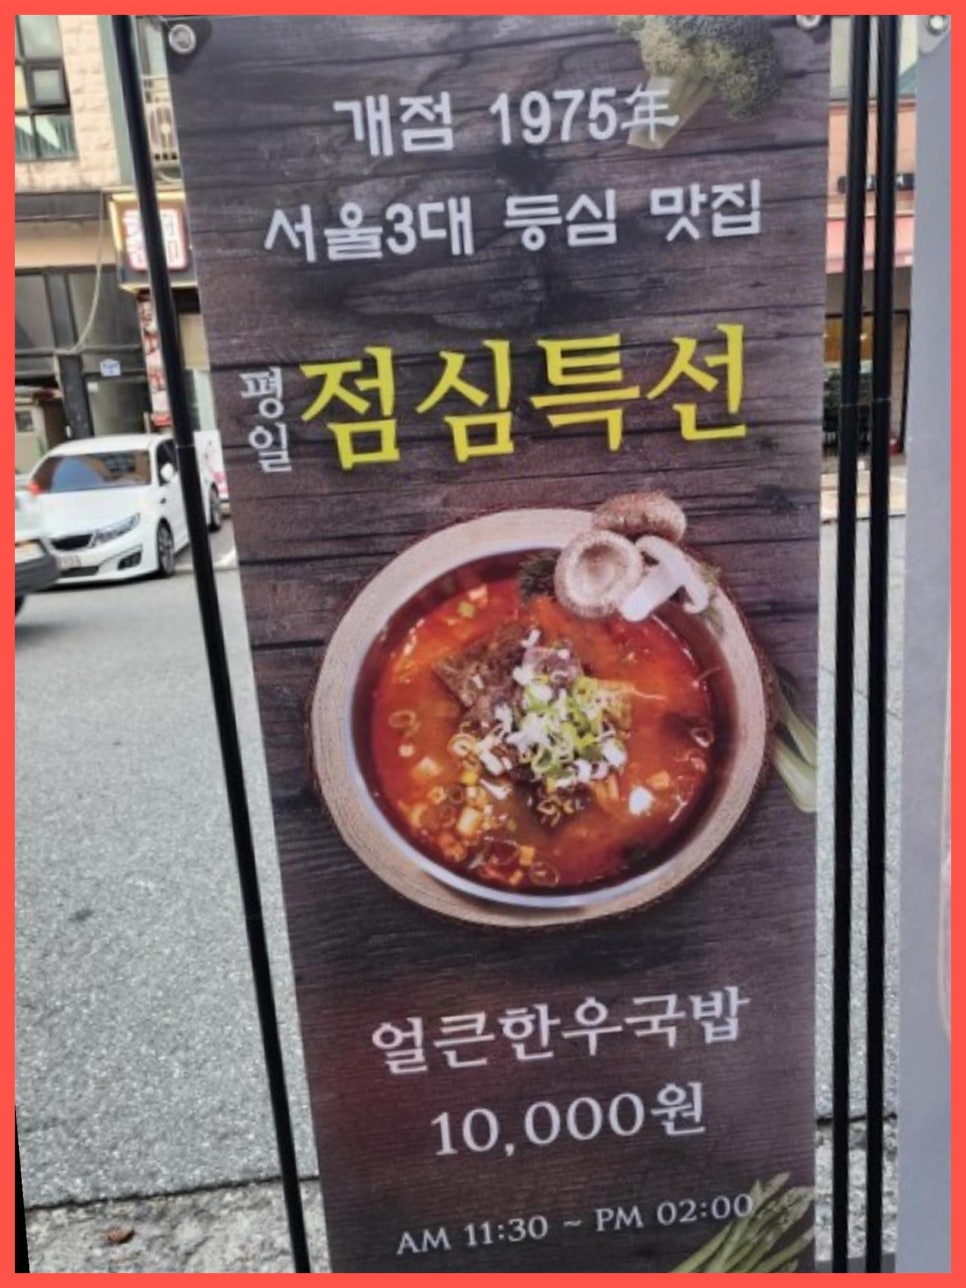 개점 1975年
서울3대 등심 맛집
평일 점심특선
얼큰한우국밥
10,000원
AM 11:30 ~ PM 02:00